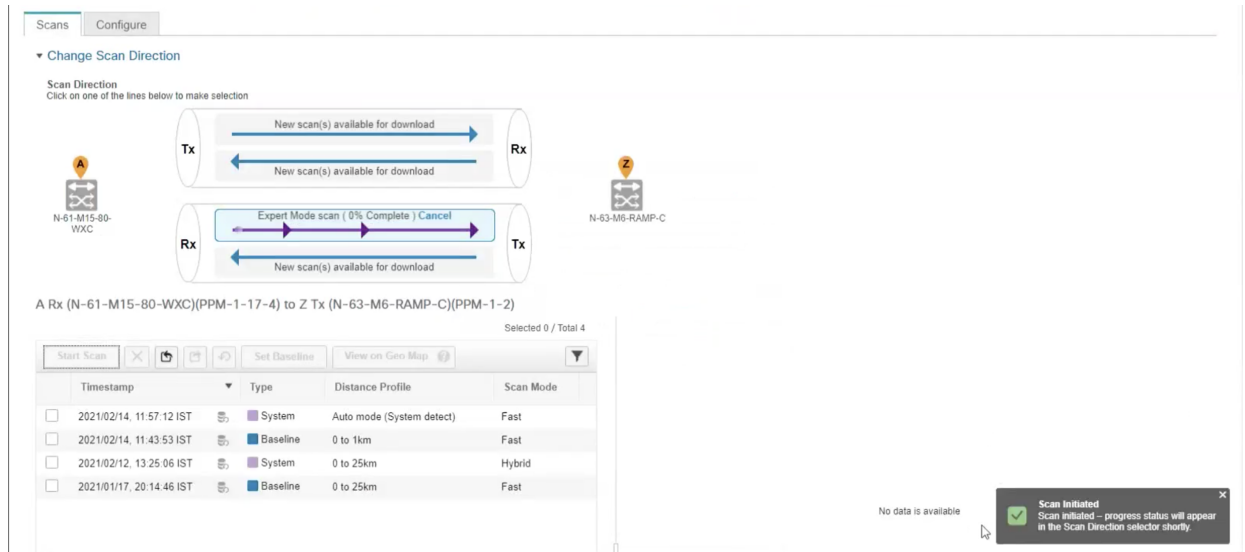 Scans Configure
Change Scan Direction
Scan Direction
Click on one of the lines below to make selection
New scan(s) available for download
Tx Rx
New scan(s) available for download
A
N-61-M15-80-
WXC
Z
N-63-M6-RAMP-C
Expert Mode scan ( 0% Complete ) Cancel
Rx Tx
New scan(s) available for download
A Rx (N-61-M15-80-WXC)(PPM-1-17-4) to Z Tx (N-63-M6-RAMP-C)(PPM-1-2)
Selected 0 / Total 4
Start Scan Set Baseline View on Geo Map ?
Timestamp Type Distance Profile Scan Mode
2021/02/14, 11:57:12 IST System Auto mode (System detect) Fast
2021/02/14, 11:43:53 IST Baseline 0 to 1km Fast
2021/02/12, 13:25:06 IST System 0 to 25km Hybrid
2021/01/17, 20:14:46 IST Baseline 0 to 25km Fast
No data is available
Scan Initiated
Scan initiated – progress status will appear
in the Scan Direction selector shortly.